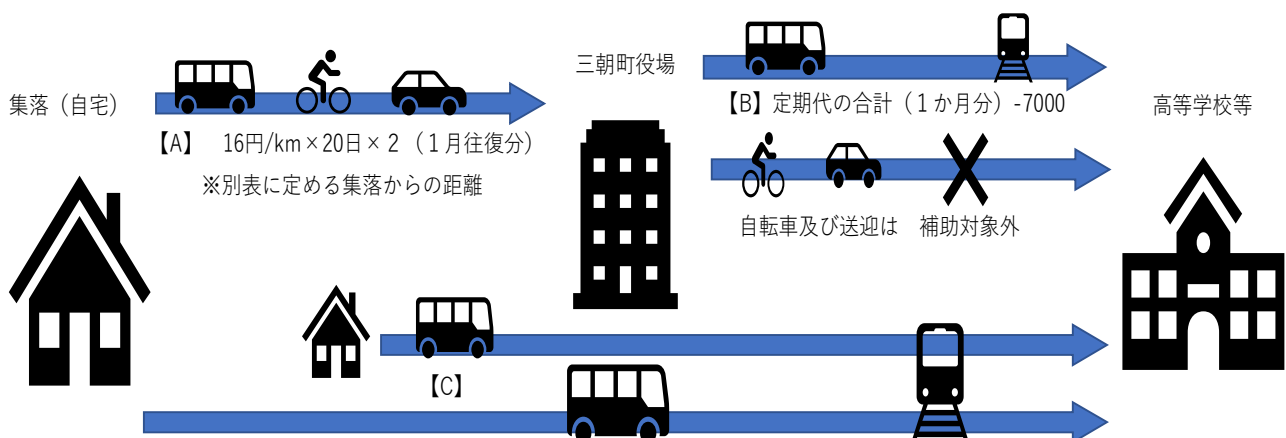 三朝町役場
集落（自宅）
【A】 16円/km×20日×2（1月往復分）
※別表に定める集落からの距離
【B】定期代の合計（1か月分）-7000
高等学校等
自転車及び送迎は 補助対象外
【C】